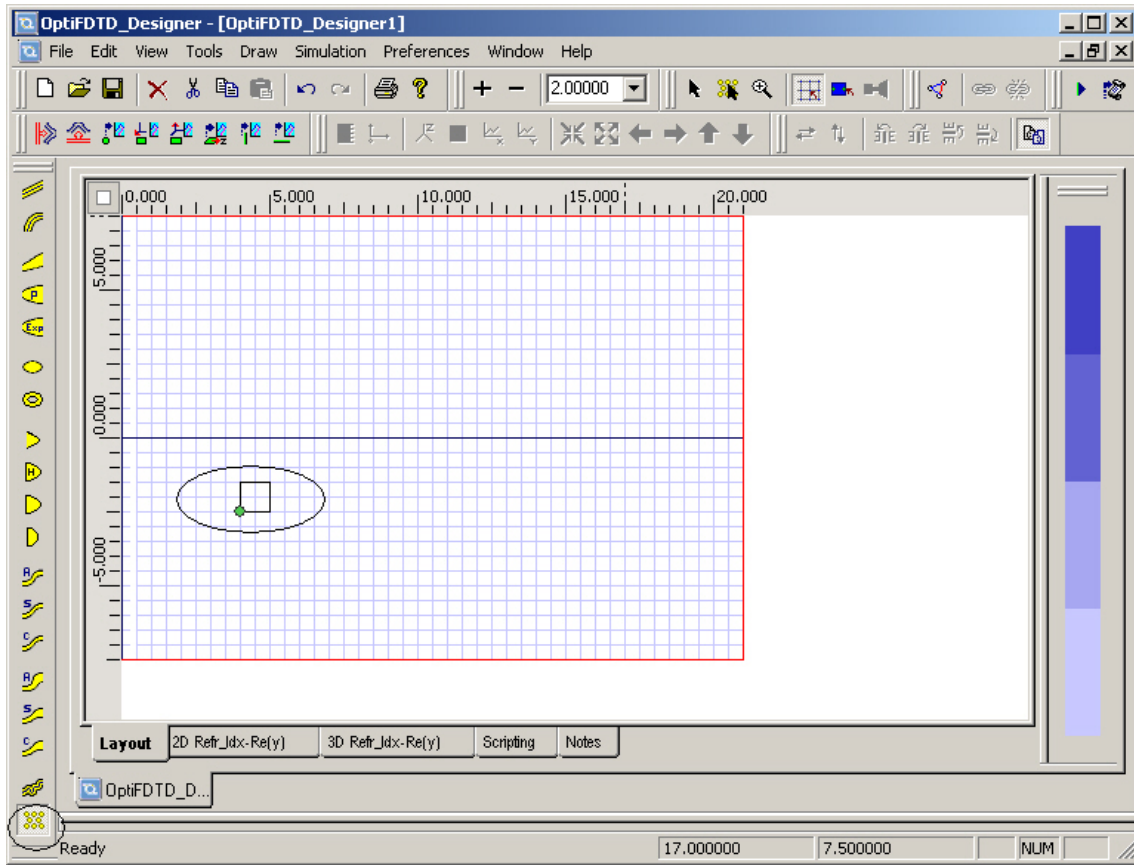 OptiFDTD_Designer - [OptiFDTD_Designer1]
File Edit View Tools Draw Simulation Preferences Window Help
2.00000
0.000 5.000 10.000 15.000 20.000
5.000
0.000
-5.000
P
Exp
H
A
S
C
A
S
C
Layout 2D Refr_Idx-Re(y) 3D Refr_Idx-Re(y) Scripting Notes
OptiFDTD_D...
Ready 17.000000 7.500000 NUM